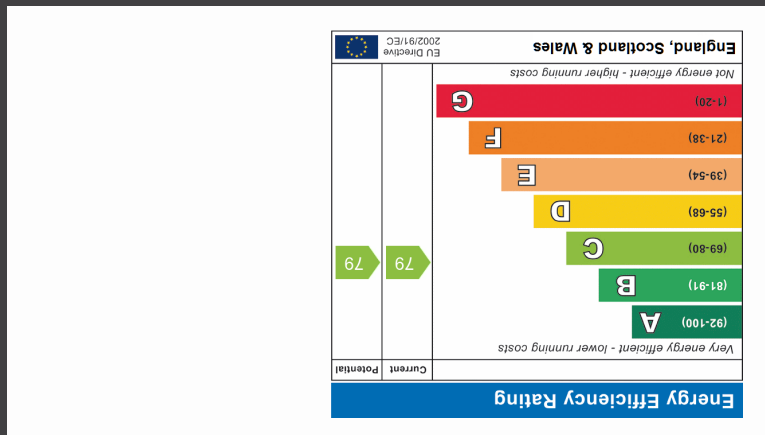 Energy Efficiency Rating
Current Potential
Very energy efficient - lower running costs
(92-100) A
(81-91) B
(69-80) C 79 79
(55-68) D
(39-54) E
(21-38) F
(1-20) G
Not energy efficient - higher running costs
England, Scotland & Wales EU Directive
2002/91/EC